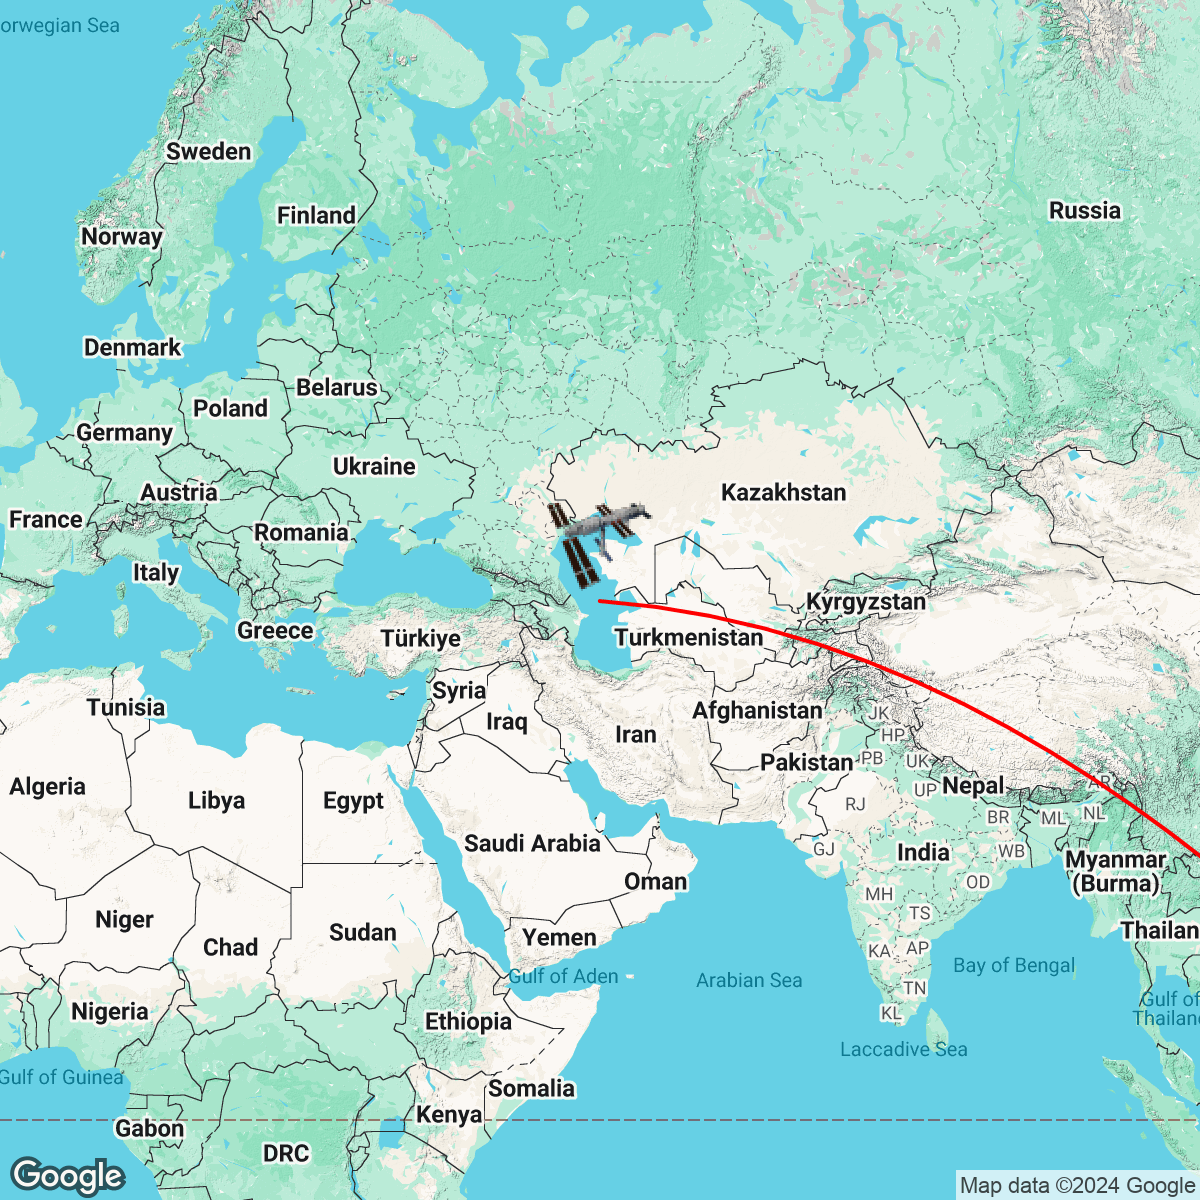 orwegian Sea
Sweden
Russia
Finland
Norway
Denmark
Belarus
Poland
Germany
Ukraine
Austria
Kazakhstan
France
Romania
Italy
Kyrgyzstan
Greece
Türkiye
Turkmenistan
Syria
Tunisia
Iraq
Afghanistan
JK
Iran
HP
Pakistan
PB
UK
Algeria
Libya
Egypt
UP
Nepal
AR
RJ
BR
ML
NL
Saudi Arabia
GJ
India
WB
Myanmar
(Burma)
Oman
MH
OD
Niger
Sudan
TS
Thailan
Chad
Yemen
KA
AP
Gulf of Aden
Arabian Sea
Bay of Bengal
TN
Gulf of
Thailand
Nigeria
Ethiopia
KL
Laccadive Sea
Gulf of Guinea
Somalia
Kenya
Gabon
DRC
Google
Map data ©2024 Google